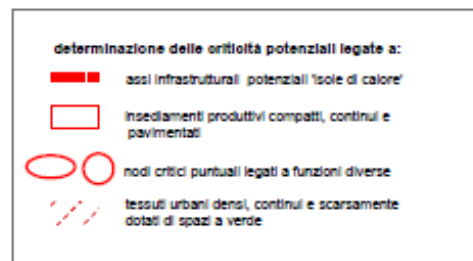 determinazione delle criticità potenziali legate a:
assi infrastrutturali potenziali 'isole di calore'
insediamenti produttivi compatti, continui e
pavimentati
nodi critici puntuali legati a funzioni diverse
tessuti urbani densi, continui e scarsamente
dotati di spazi a verde